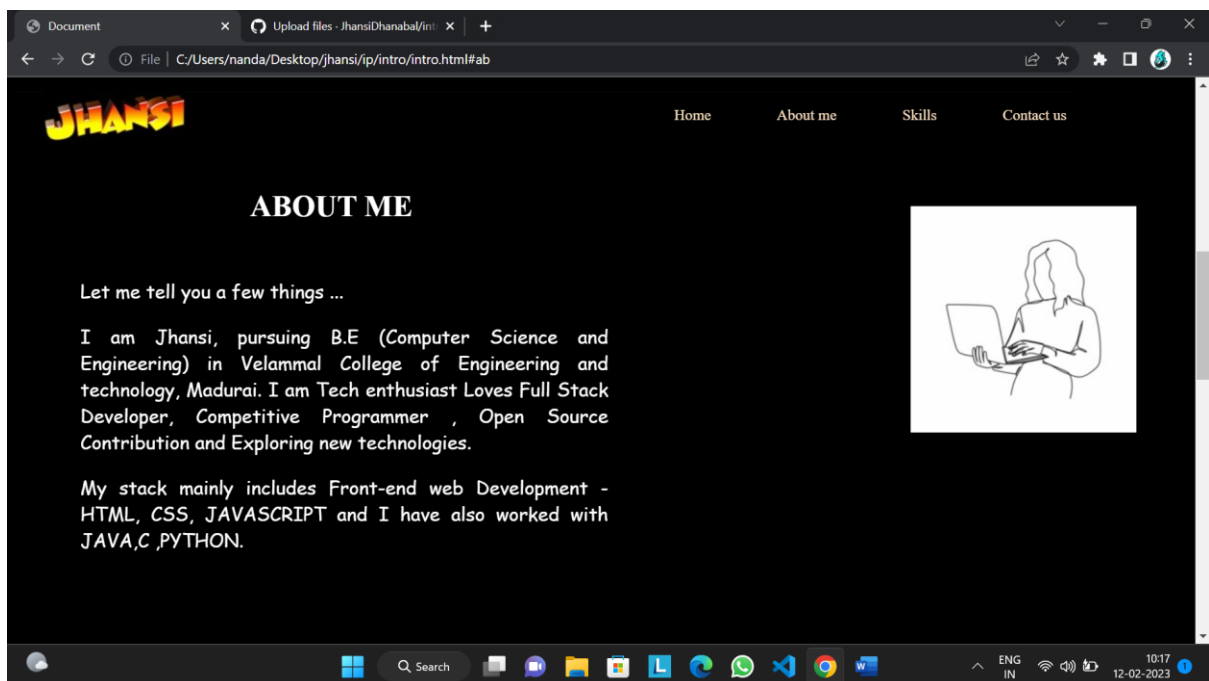 Document
Upload files · JhansiDhanabal/int
File | C:/Users/nanda/Desktop/jhansi/ip/intro/intro.html#ab
JHANSI
Home About me Skills Contact us
ABOUT ME
Let me tell you a few things ...
I am Jhansi, pursuing B.E (Computer Science and
Engineering) in Velammal College of Engineering and
technology, Madurai. I am Tech enthusiast Loves Full Stack
Developer, Competitive Programmer , Open Source
Contribution and Exploring new technologies.
My stack mainly includes Front-end web Development -
HTML, CSS, JAVASCRIPT and I have also worked with
JAVA,C ,PYTHON.
Search
L
W
ENG
IN
10:17
12-02-2023
1